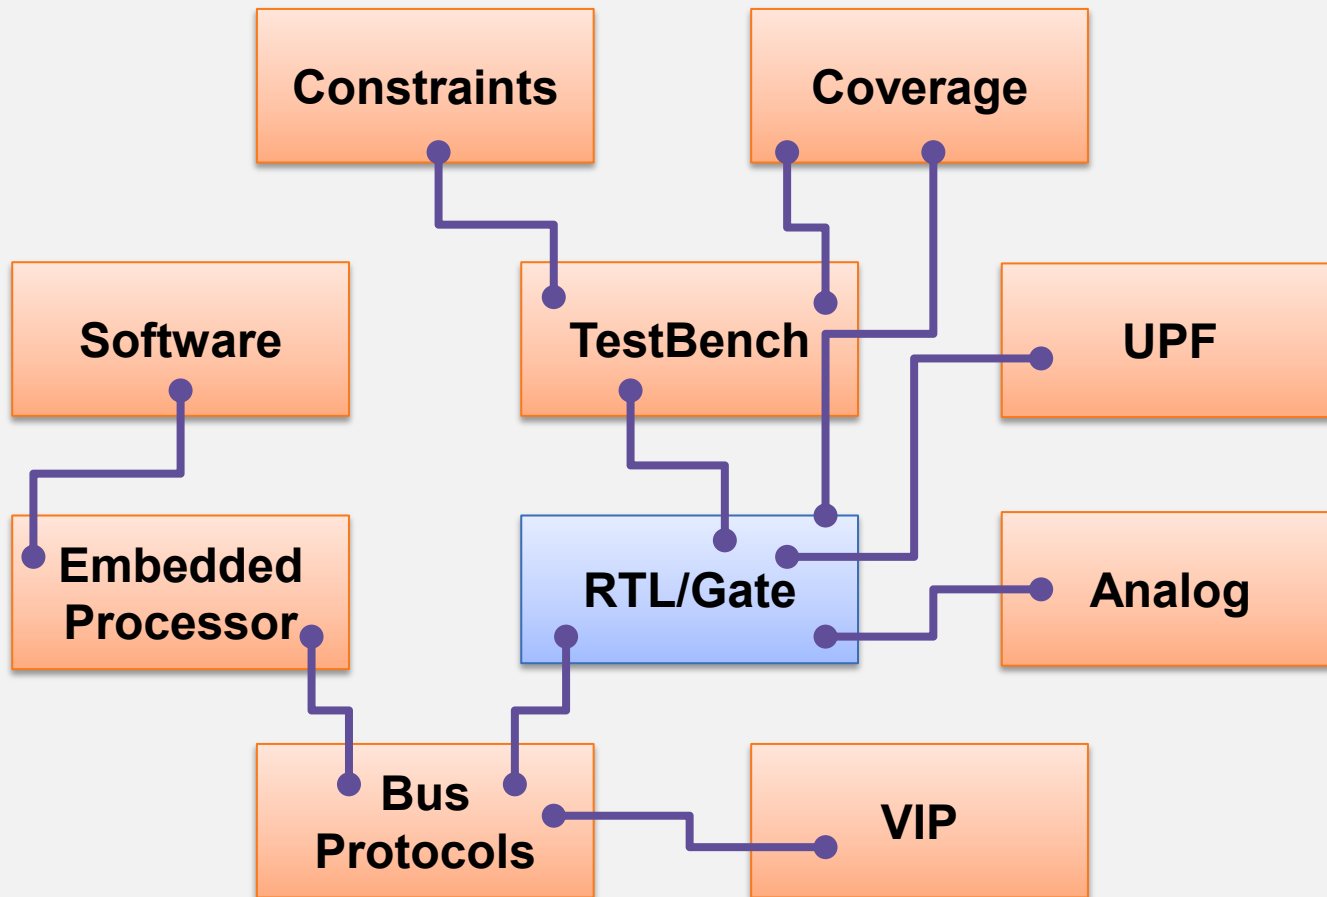 Constraints
Coverage
Software
TestBench
UPF
Embedded
Processor
RTL/Gate
Analog
Bus
Protocols
VIP